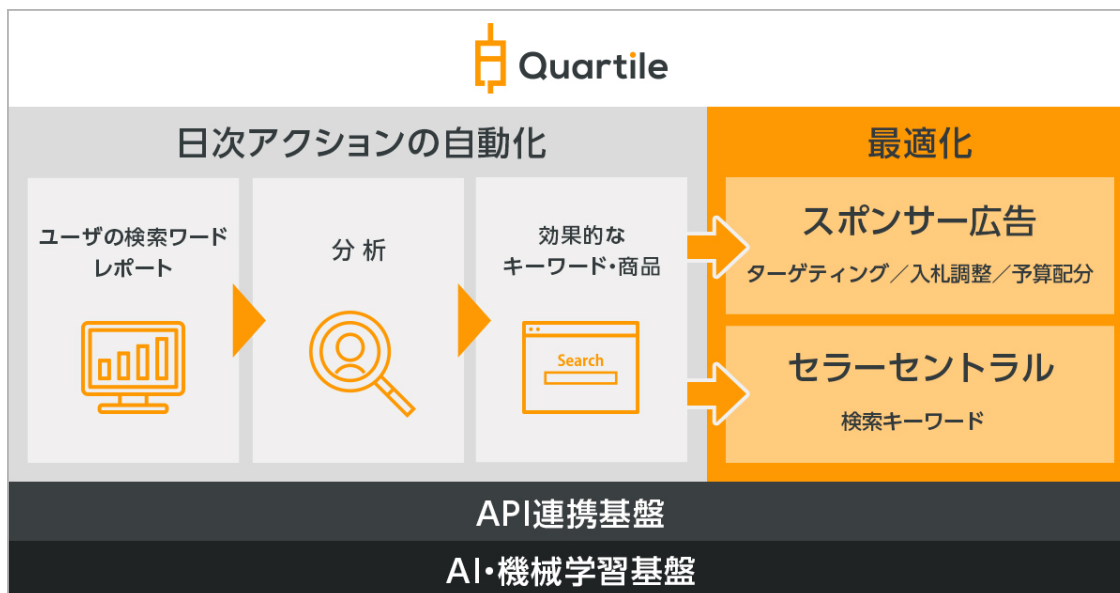 Quartile
日次アクションの自動化
最適化
ユーザの検索ワード
レポート
分析
効果的な
キーワード・商品
Search
スポンサー広告
ターゲティング／入札調整／予算配分
セラーセントラル
検索キーワード
API連携基盤
AI・機械学習基盤